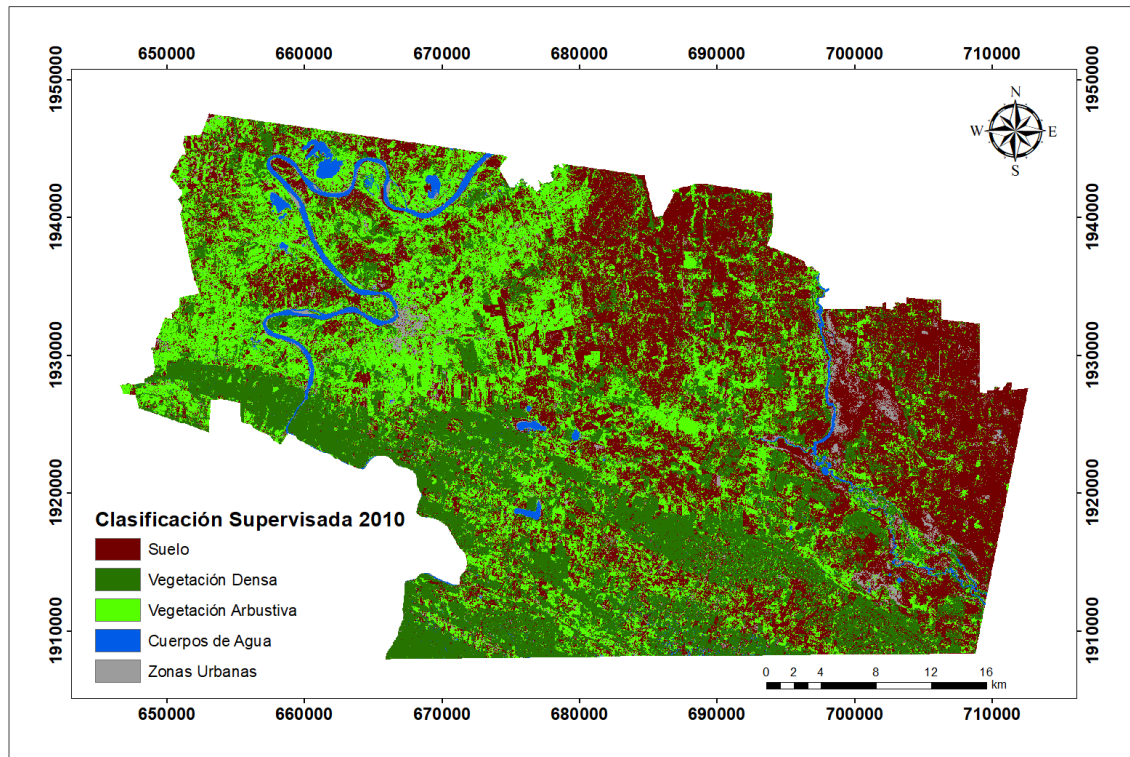 650000 660000 670000 680000 690000 700000 710000
1950000 1950000
N
W E
S
1940000 1940000
1930000 1930000
1920000 1920000
Clasificación Supervisada 2010
Suelo
Vegetación Densa
Vegetación Arbustiva
Cuerpos de Agua
Zonas Urbanas
1910000 1910000
0 2 4 8 12 16
km
650000 660000 670000 680000 690000 700000 710000